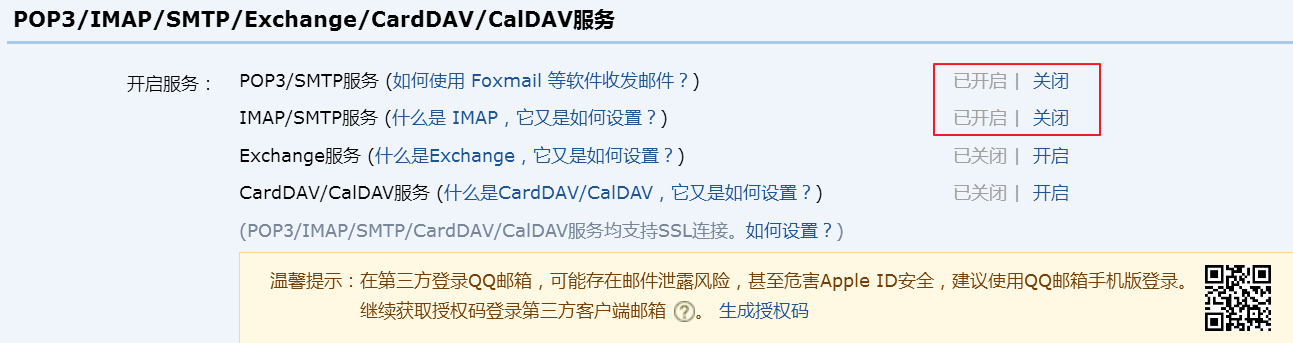 POP3/IMAP/SMTP/Exchange/CardDAV/CalDAV服务
开启服务： POP3/SMTP服务 (如何使用 Foxmail 等软件收发邮件？) 已开启 | 关闭
IMAP/SMTP服务 (什么是 IMAP，它又是如何设置？) 已开启 | 关闭
Exchange服务 (什么是Exchange，它又是如何设置？) 已关闭 | 开启
CardDAV/CalDAV服务 (什么是CardDAV/CalDAV，它又是如何设置？) 已关闭 | 开启
(POP3/IMAP/SMTP/CardDAV/CalDAV服务均支持SSL连接。如何设置？)
温馨提示：在第三方登录QQ邮箱，可能存在邮件泄露风险，甚至危害Apple ID安全，建议使用QQ邮箱手机版登录。
继续获取授权码登录第三方客户端邮箱 ?。 生成授权码